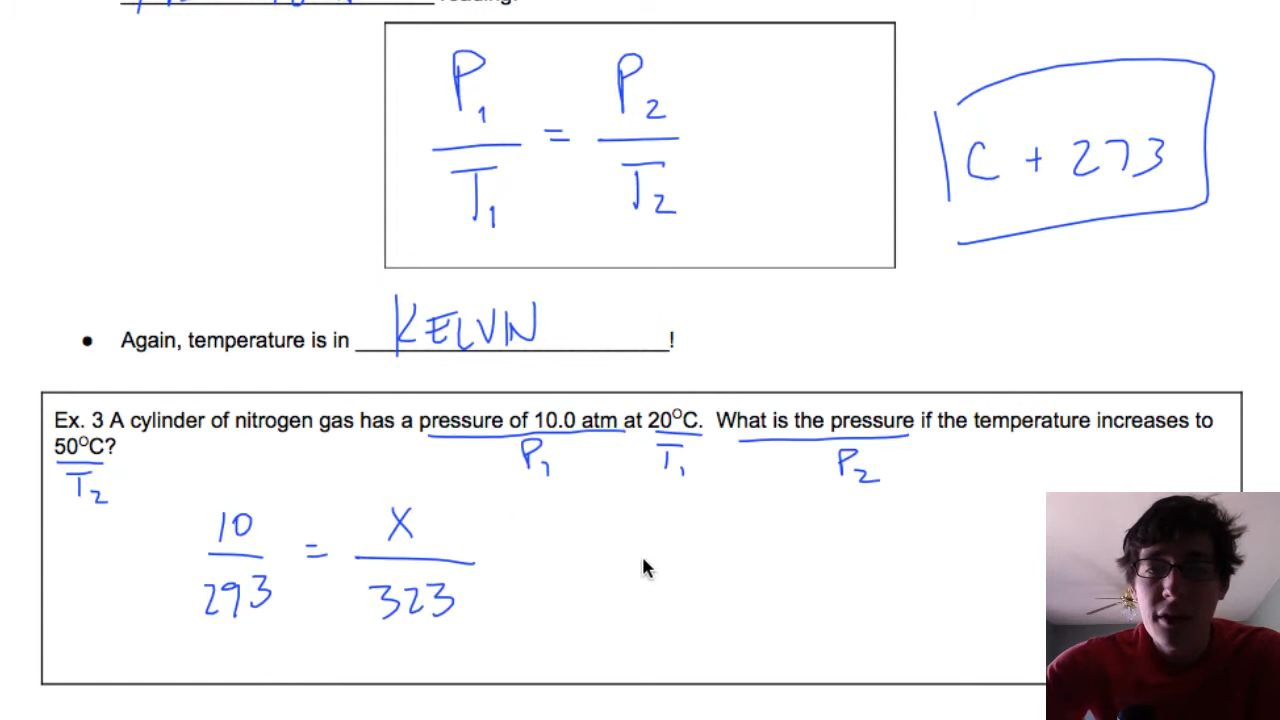 reading.
P1/T1 = P2/T2
C + 273
• Again, temperature is in KELVIN!
Ex. 3 A cylinder of nitrogen gas has a pressure of 10.0 atm at 20°C. What is the pressure if the temperature increases to
50°C?
P1 T1 P2
T2
10/293 = X/323